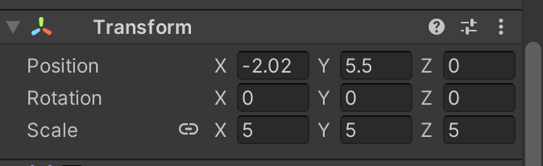 Transform
Position X -2.02 Y 5.5 Z 0
Rotation X 0 Y 0 Z 0
Scale X 5 Y 5 Z 5